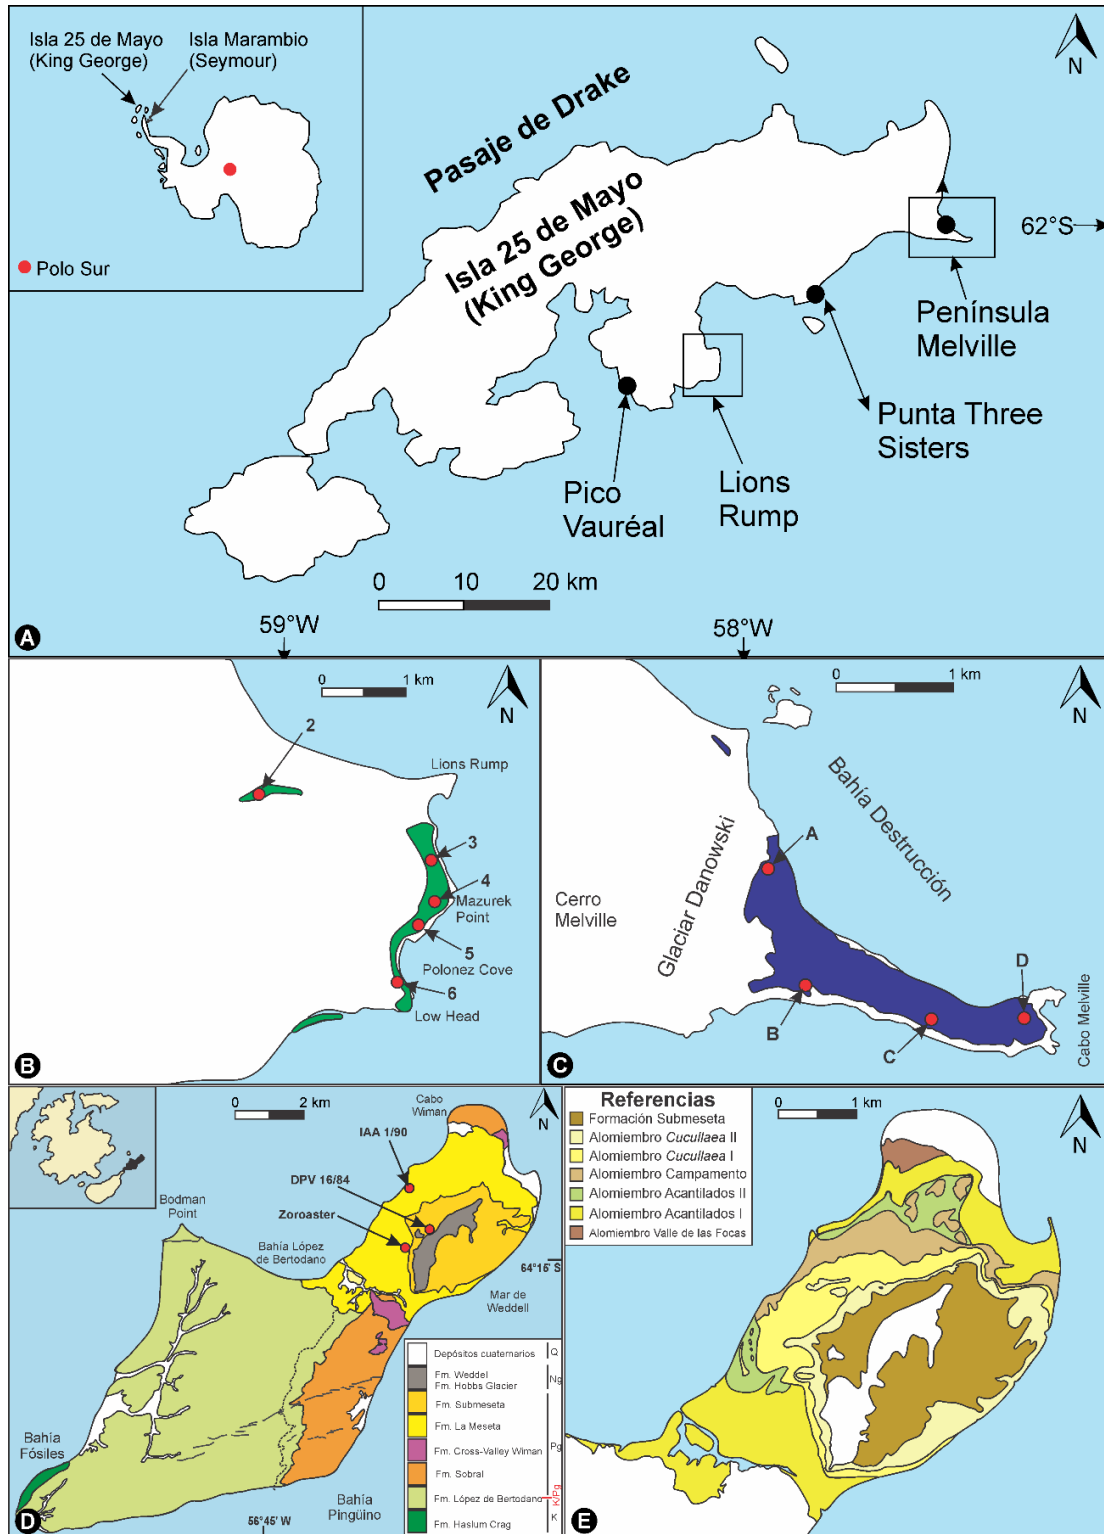 Isla 25 de Mayo
(King George)
Isla Marambio
(Seymour)
Polo Sur
Pasaje de Drake
Isla 25 de Mayo
(King George)
N
62°S
Península
Melville
Punta Three
Sisters
Lions
Rump
Pico
Vauréal
0 10 20 km
A
59°W
58°W
0 1 km
N
2
Lions Rump
3
4
Mazurek
Point
5
Polonez Cove
6
Low Head
B
0 1 km
N
Bahía Destrucción
A
Glaciar Danowski
Cerro
Melville
D
B
C
Cabo Melville
C
0 2 km
Cabo
Wiman
N
IAA 1/90
DPV 16/84
Zoroaster
Bodman
Point
Bahía López
de Bertodano
64°15' S
Mar de
Weddell
Depósitos cuaternarios
Q
Fm. Weddel
Fm. Hobbs Glacier
Ng
Fm. Submeseta
Fm. La Meseta
Pg
Fm. Cross-Valley Wiman
Fm. Sobral
Fm. López de Bertodano
K/Pg
K
Fm. Haslum Crag
Bahía
Fósiles
Bahía
Pingüino
56°45' W
D
Referencias
Formación Submeseta
Alomiembro Cucullaea II
Alomiembro Cucullaea I
Alomiembro Campamento
Alomiembro Acantilados II
Alomiembro Acantilados I
Alomiembro Valle de las Focas
0 1 km
N
E